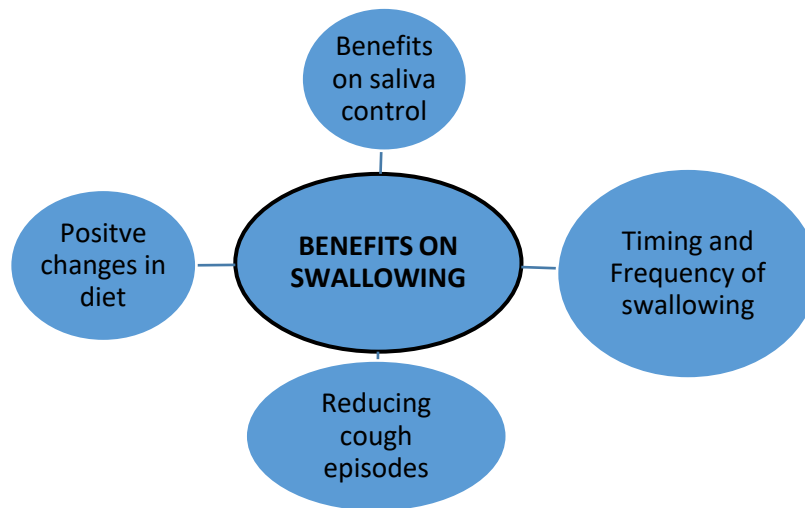 Benefits
on saliva
control
Positve
changes in
diet
BENEFITS ON
SWALLOWING
Timing and
Frequency of
swallowing
Reducing
cough
episodes